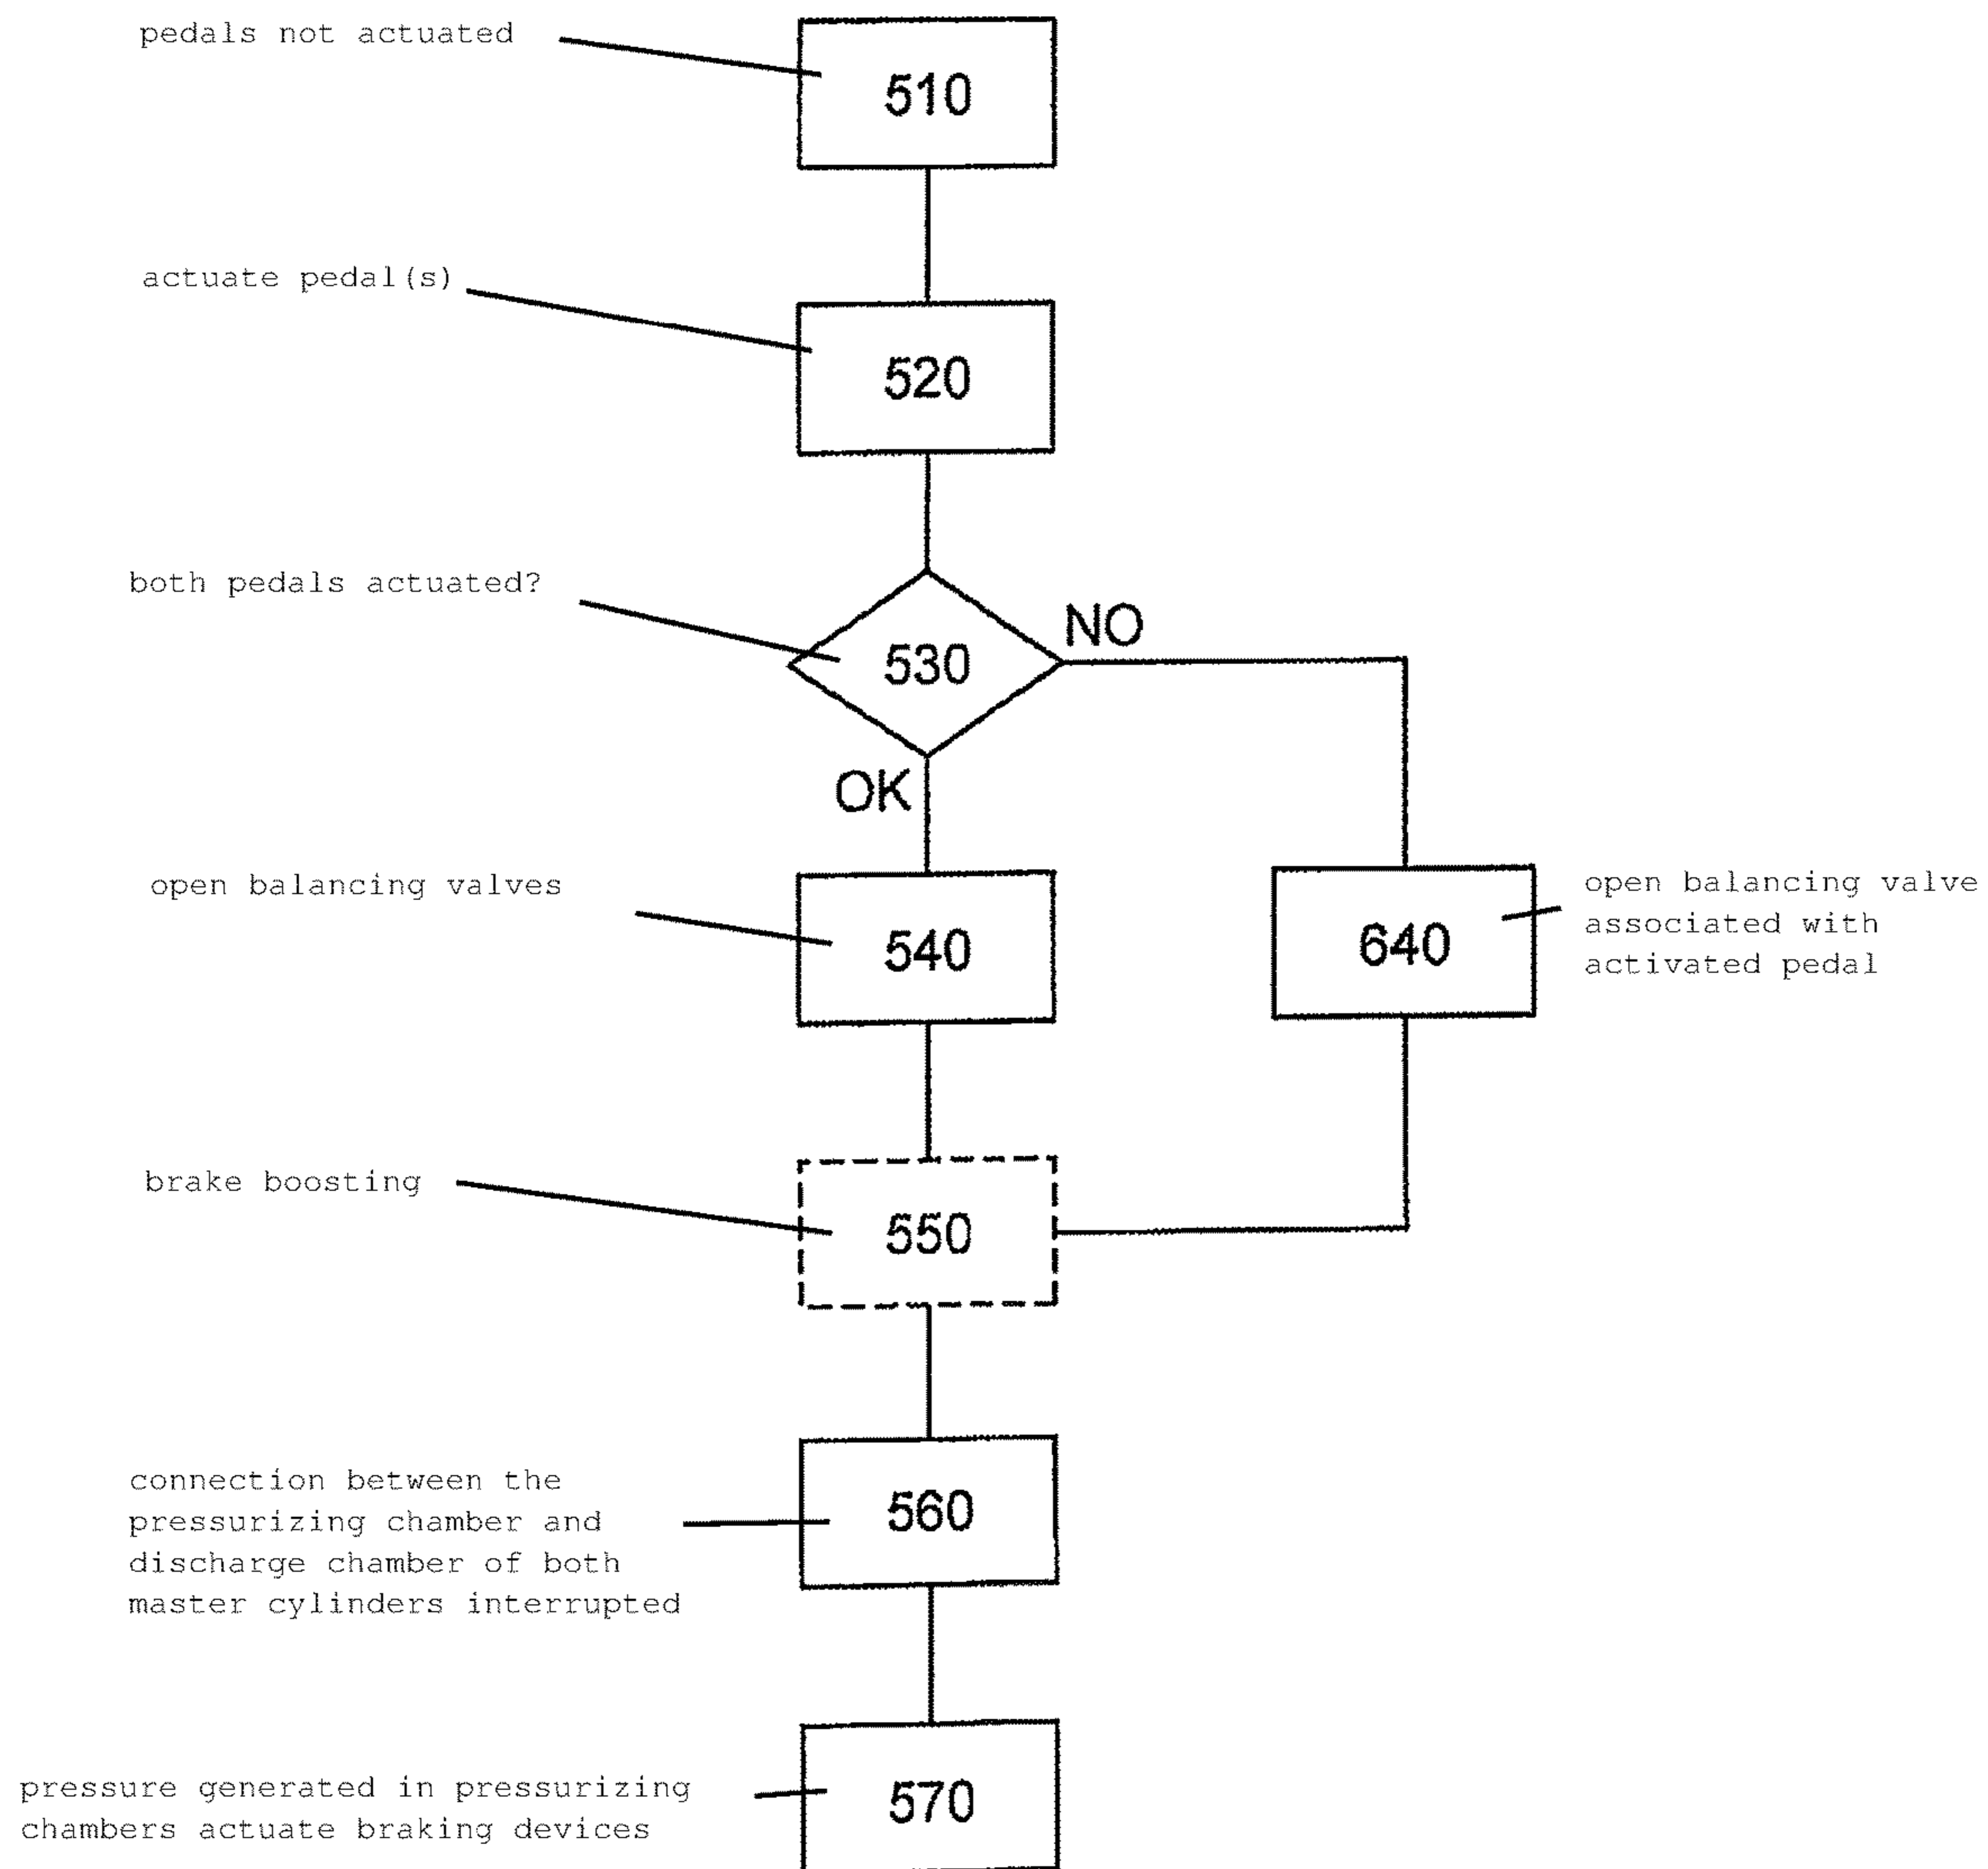 pedals not actuated
510
actuate pedal(s)
520
both pedals actuated?
530
NO
OK
open balancing valves
540
640
open balancing valve
associated with
activated pedal
brake boosting
550
connection between the
pressurizing chamber and
discharge chamber of both
master cylinders interrupted
560
pressure generated in pressurizing
chambers actuate braking devices
570